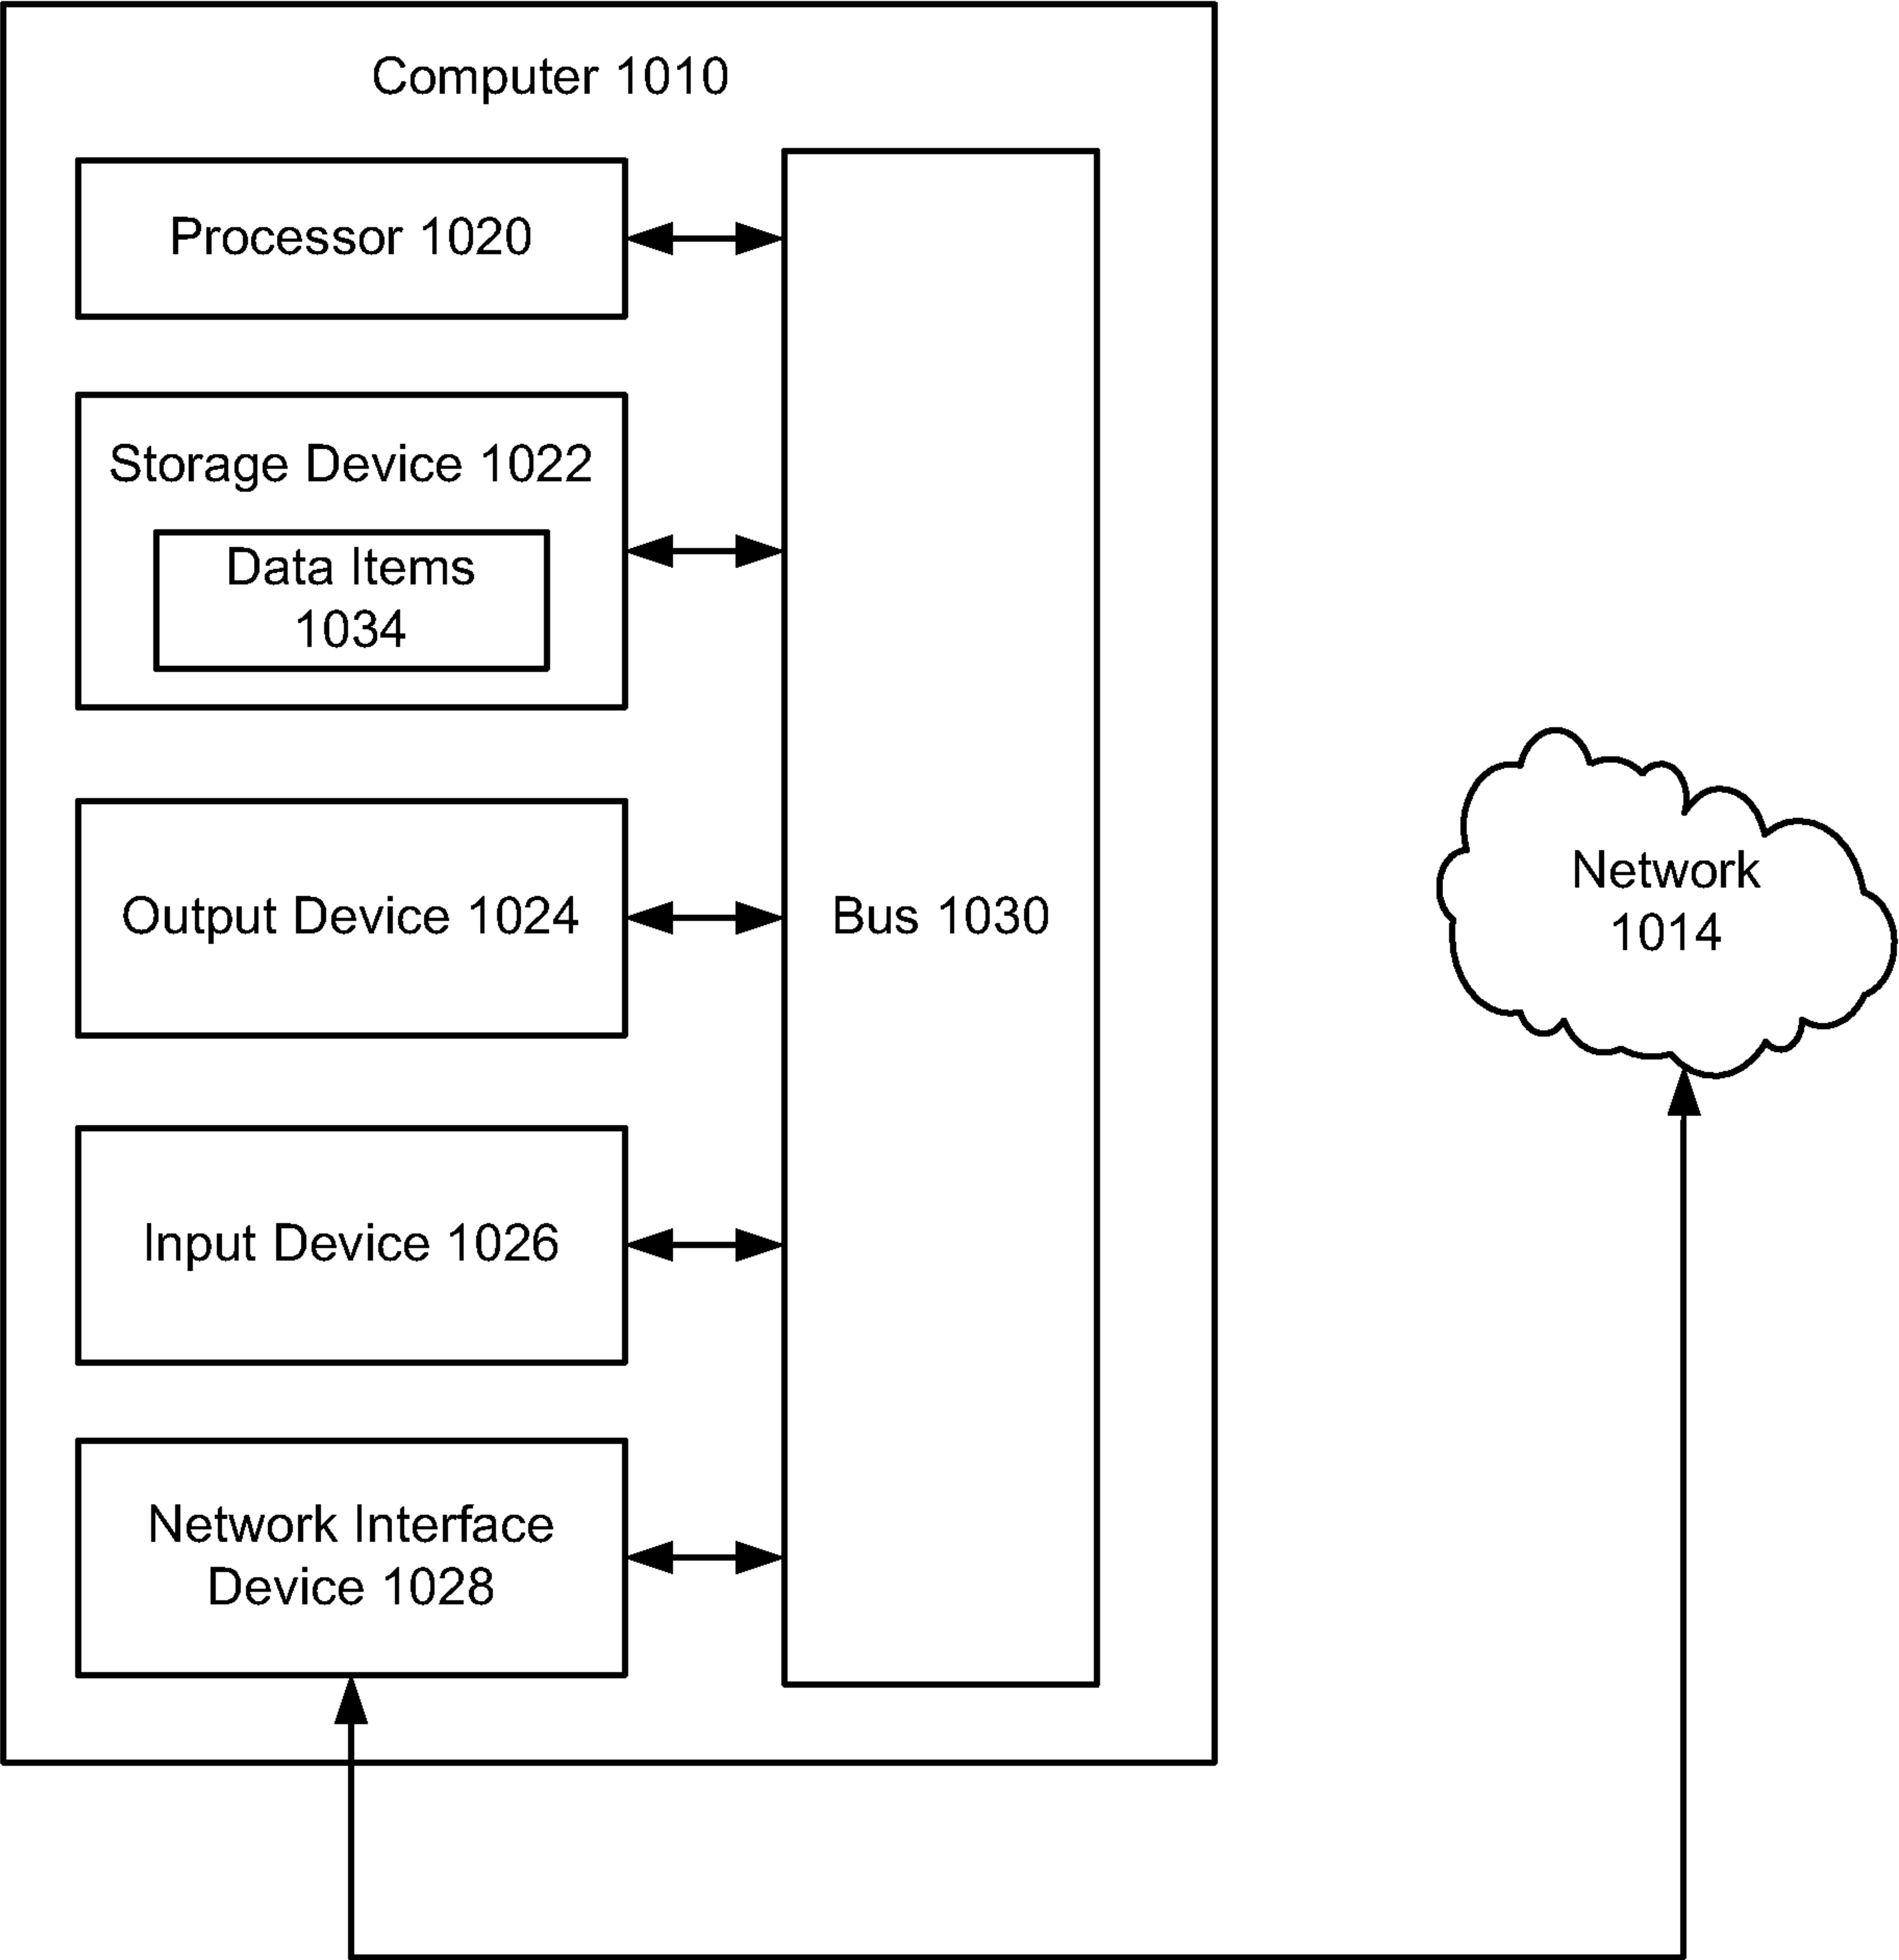 Computer 1010
Processor 1020
Storage Device 1022
Data Items
1034
Output Device 1024
Input Device 1026
Network Interface
Device 1028
Bus 1030
Network
1014